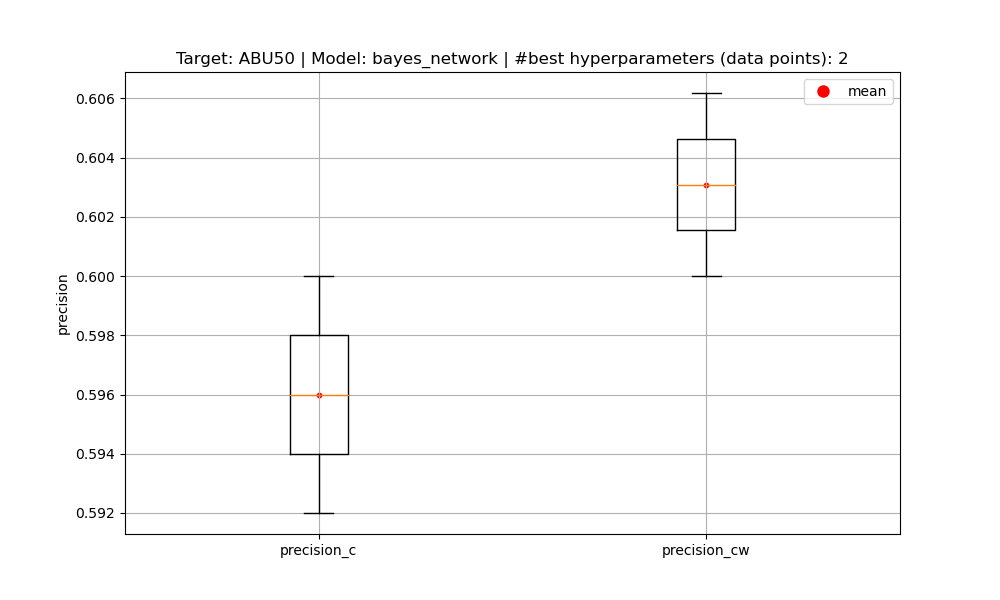 Target: ABU50 | Model: bayes_network | #best hyperparameters (data points): 2
mean
0.606
0.604
0.602
0.600
0.598
0.596
0.594
0.592
precision
precision_c
precision_cw